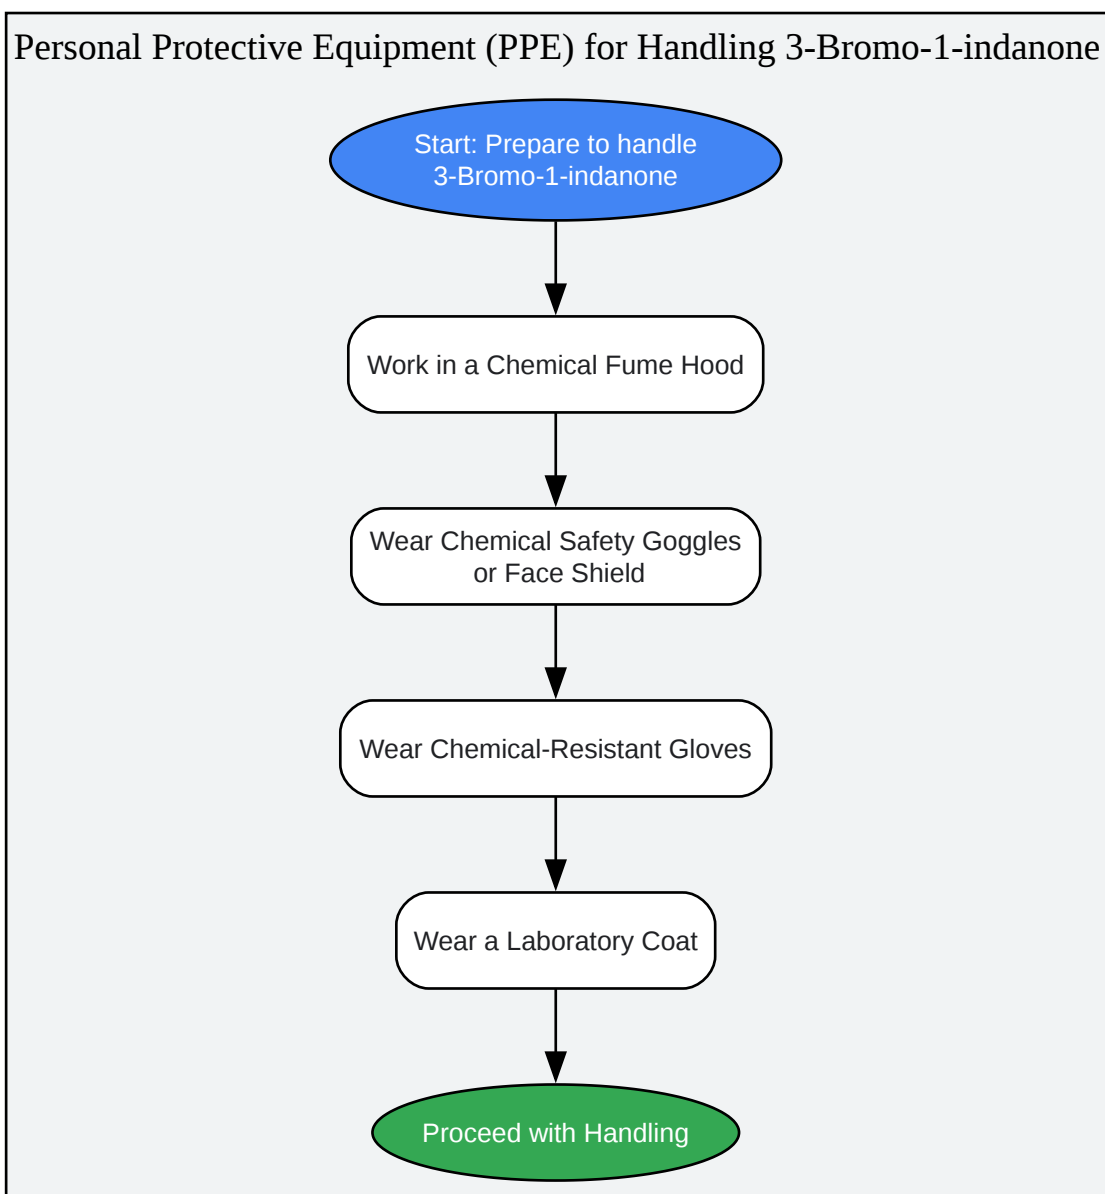 Personal Protective Equipment (PPE) for Handling 3-Bromo-1-indanone
Start: Prepare to handle
3-Bromo-1-indanone
Work in a Chemical Fume Hood
Wear Chemical Safety Goggles
or Face Shield
Wear Chemical-Resistant Gloves
Wear a Laboratory Coat
Proceed with Handling